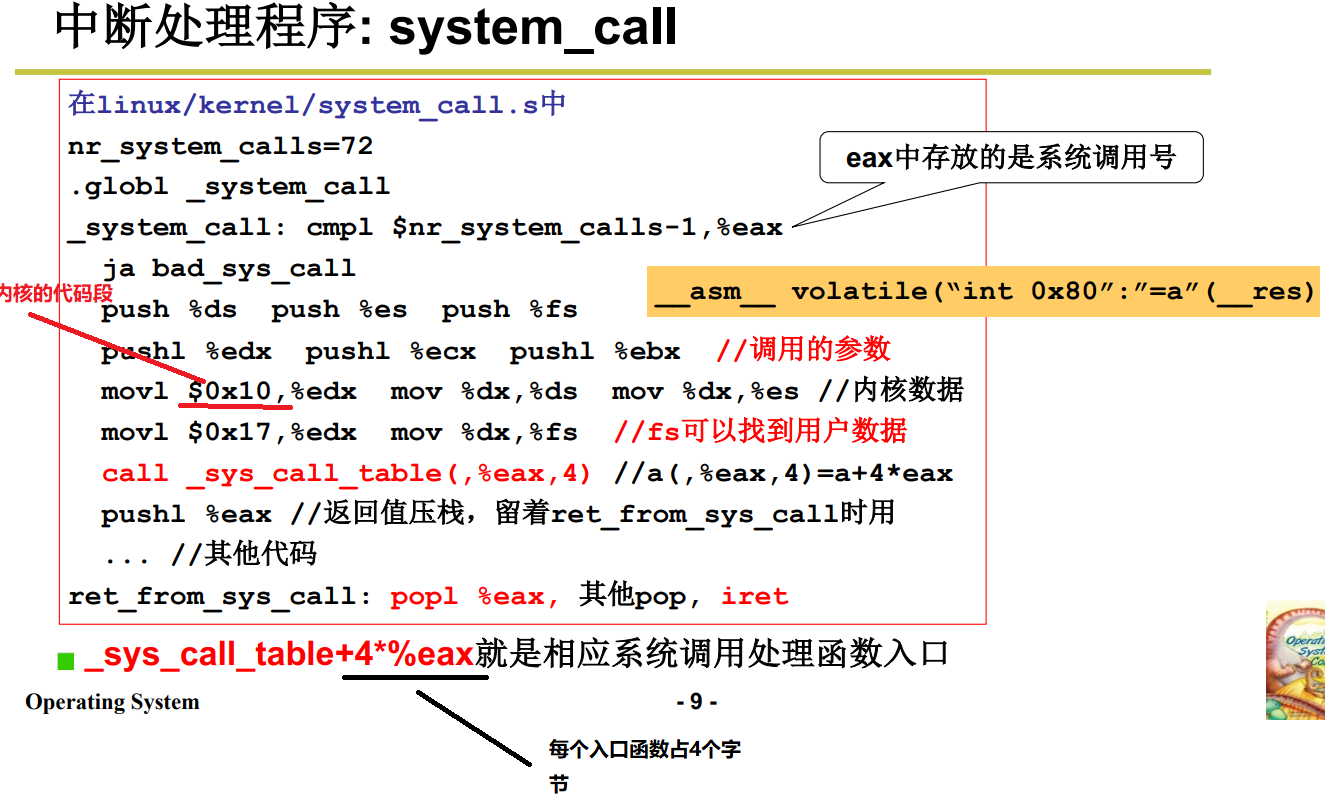 中断处理程序: system_call
在linux/kernel/system_call.s中
nr_system_calls=72
.globl _system_call
eax中存放的是系统调用号
_system_call: cmpl $nr_system_calls-1,%eax
ja bad_sys_call
内核的代码段
__asm__ volatile(“int 0x80”:”=a”(__res)
push %ds push %es push %fs
pushl %edx pushl %ecx pushl %ebx //调用的参数
movl $0x10,%edx mov %dx,%ds mov %dx,%es //内核数据
movl $0x17,%edx mov %dx,%fs //fs可以找到用户数据
call _sys_call_table(,%eax,4) //a(,%eax,4)=a+4*eax
pushl %eax //返回值压栈，留着ret_from_sys_call时用
... //其他代码
ret_from_sys_call: popl %eax, 其他pop, iret
_sys_call_table+4*%eax就是相应系统调用处理函数入口
Operating System
- 9 -
每个入口函数占4个字
节